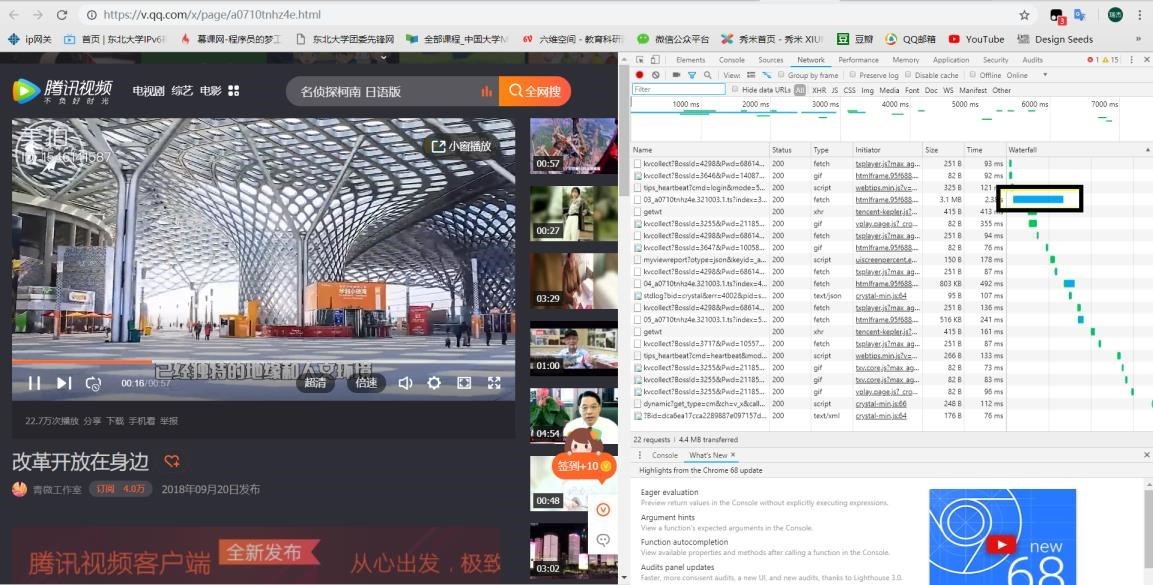 https://v.qq.com/x/page/a0710tnhz4e.html
ip网关
首页 | 东北大学IPv6
慕课网-程序员的梦工
东北大学团委先锋网
全部课程_中国大学M
六维空间 - 教育科研
微信公众平台
秀米首页 - 秀米 XIU
豆瓣
QQ邮箱
YouTube
Design Seeds
腾讯视频
不负好时光
电视剧 综艺 电影
名侦探柯南 日语版
全网搜
美拍
ID:1546141587
小窗播放
00:57
00:27
03:29
01:00
04:54
00:48
03:02
已经独特的地缘和人文环境
00:16/00:57
超清
倍速
22.7万次播放 分享 下载 手机看 举报
改革开放在身边
青微工作室
订阅 4.0万
2018年09月20日发布
签到+10
腾讯视频客户端
全新发布
从心出发,极致
Elements Console Sources Network Performance Memory Application Security Audits
1 15
View: Group by frame Preserve log Disable cache Offline Online
Filter
Hide data URLs All XHR JS CSS Img Media Font Doc WS Manifest Other
1000 ms 2000 ms 3000 ms 4000 ms 5000 ms 6000 ms 7000 ms
Name Status Type Initiator Size Time Waterfall
kvcollect?BossId=4298&Pwd=68614... 200 fetch txplayer.js?max_ag... 251 B 93 ms
kvcollect?BossId=3646&Pwd=14087... 200 gif htmlframe.95f688... 82 B 92 ms
tips_heartbeat?cmd=login&mode=5... 200 script webtips.min.js?v=... 325 B 121
03_a0710tnhz4e.321003.1.ts?index=3... 200 fetch htmlframe.95f688... 3.1 MB
getwt 200 xhr tencent-kepler.js?... 415 B 413
kvcollect?BossId=3255&Pwd=21185... 200 gif vplay.page.js?_cro... 82 B 355 ms
kvcollect?BossId=4298&Pwd=68614... 200 fetch txplayer.js?max_ag... 251 B 94 ms
kvcollect?BossId=3647&Pwd=10058... 200 gif htmlframe.95f688... 82 B 76 ms
myviewreport?otype=json&keyid=_a... 200 script uiscreenpercent.e... 150 B 178 ms
kvcollect?BossId=4298&Pwd=68614... 200 fetch txplayer.js?max_ag... 251 B 87 ms
04_a0710tnhz4e.321003.1.ts?index=4... 200 fetch htmlframe.95f688... 803 KB 492 ms
stdlog?bid=crystal&err=4002&pid=s... 200 text/json crystal-min.js:64 95 B 107 ms
kvcollect?BossId=4298&Pwd=68614... 200 fetch txplayer.js?max_ag... 251 B 136 ms
05_a0710tnhz4e.321003.1.ts?index=5... 200 fetch htmlframe.95f688... 516 KB 241 ms
getwt 200 xhr tencent-kepler.js?... 415 B 161 ms
kvcollect?BossId=3717&Pwd=10557... 200 fetch txplayer.js?max_ag... 251 B 87 ms
tips_heartbeat?cmd=heartbeat&mod... 200 script webtips.min.js?v=... 266 B 133 ms
kvcollect?BossId=3255&Pwd=21185... 200 gif txv.core.js?max_ag... 82 B 73 ms
kvcollect?BossId=3255&Pwd=21185... 200 gif txv.core.js?max_ag... 82 B 83 ms
kvcollect?BossId=3255&Pwd=21185... 200 gif vplay.page.js?_cro... 82 B 96 ms
dynamic?get_type=cm&ch=v_x&call... 200 script crystal-min.js:66 248 B 112 ms
?Bid=dca6ea17cca2289887e097157d... 200 text/xml crystal-min.js:64 176 B 76 ms
22 requests | 4.4 MB transferred
Console What's New
Highlights from the Chrome 68 update
Eager evaluation
Preview return values in the Console without explicitly executing expressions.
Argument hints
View a function's expected arguments in the Console.
Function autocompletion
View available properties and methods after calling a function in the Console.
Audits panel updates
Faster, more consisent audits, a new UI, and new audits, thanks to Lighthouse 3.0.
new
68